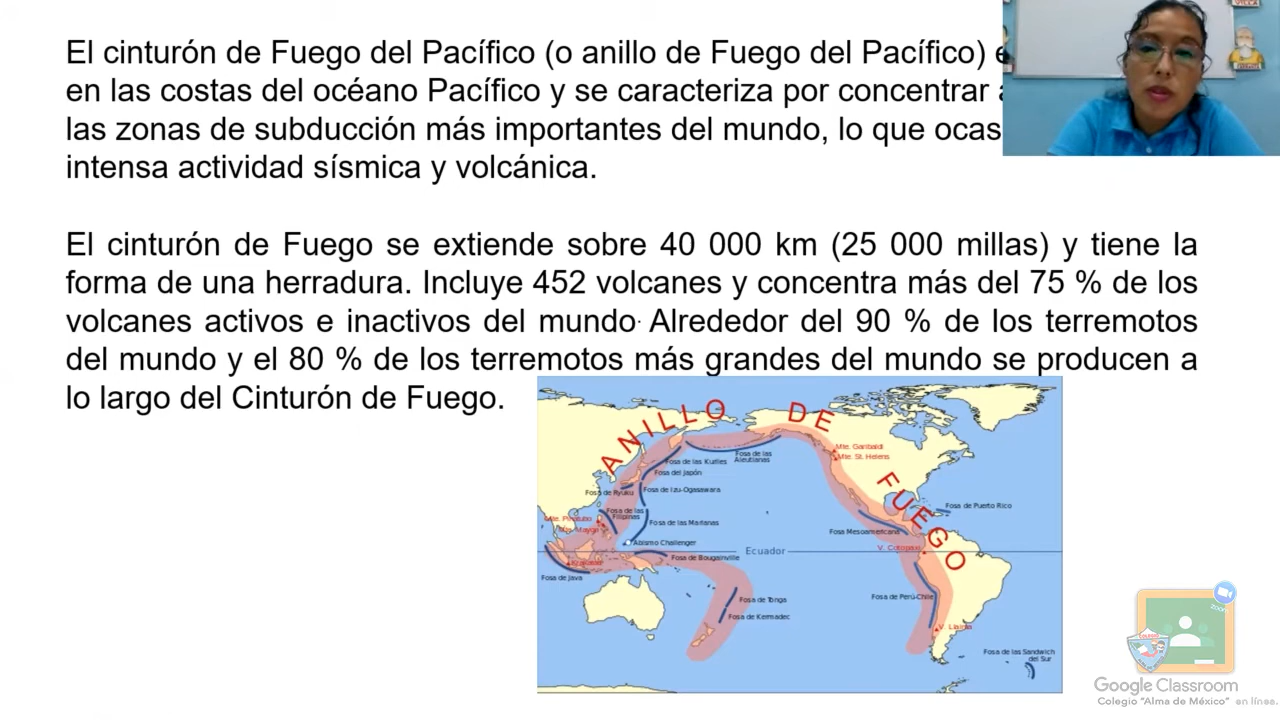 El cinturón de Fuego del Pacífico (o anillo de Fuego del Pacífico)
en las costas del océano Pacífico y se caracteriza por concentrar
las zonas de subducción más importantes del mundo, lo que
intensa actividad sísmica y volcánica.
El cinturón de Fuego se extiende sobre 40 000 km (25 000 millas) y tiene la
forma de una herradura. Incluye 452 volcanes y concentra más del 75 % de los
volcanes activos e inactivos del mundo· Alrededor del 90 % de los terremotos
del mundo y el 80 % de los terremotos más grandes del mundo se producen a
lo largo del Cinturón de Fuego.
ANILLO DE FUEGO
Mte. Garibaldi
Mte. St. Helens
Fosa de las
Aleutianas
Fosa de las Kuriles
Fosa del Japón
Fosa de Izu-Ogasawara
Fosa de Ryuku
Fosa de las
Filipinas
Mte. Pinatubo
Mte. Mayon
Fosa de las Marianas
Abismo Challenger
Fosa de Bougainville
Ecuador
Krakatoa
Fosa de Java
Fosa de Tonga
Fosa de Kermadec
Fosa de Puerto Rico
Fosa Mesoamericana
V. Cotopaxi
Fosa de Perú-Chile
V. Llaima
Fosa de las Sandwich
del Sur
zoom
COLEGIO
Google Classroom
Colegio "Alma de México" en línea.